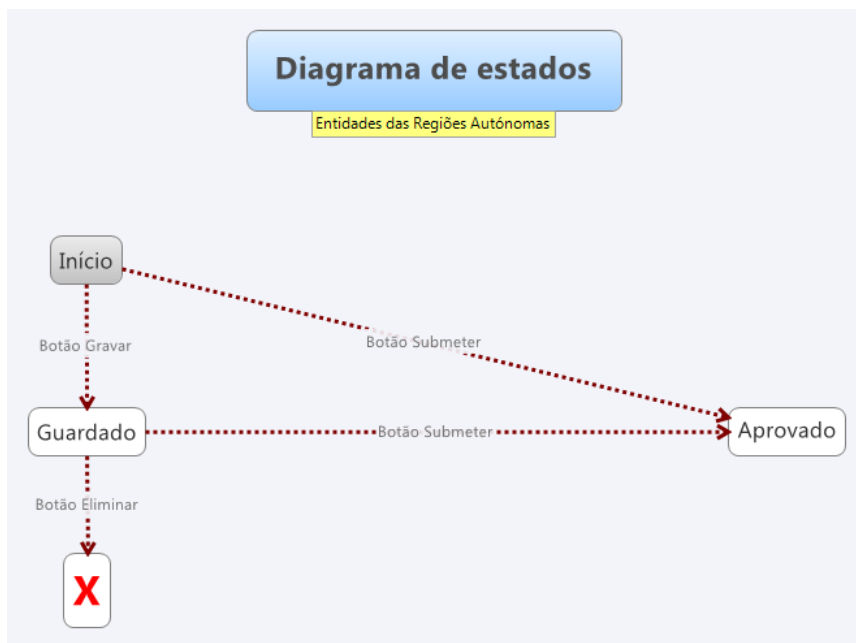 Diagrama de estados
Entidades das Regiões Autónomas
Início
Botão Gravar
Botão Submeter
Guardado
Botão Submeter
Aprovado
Botão Eliminar
X